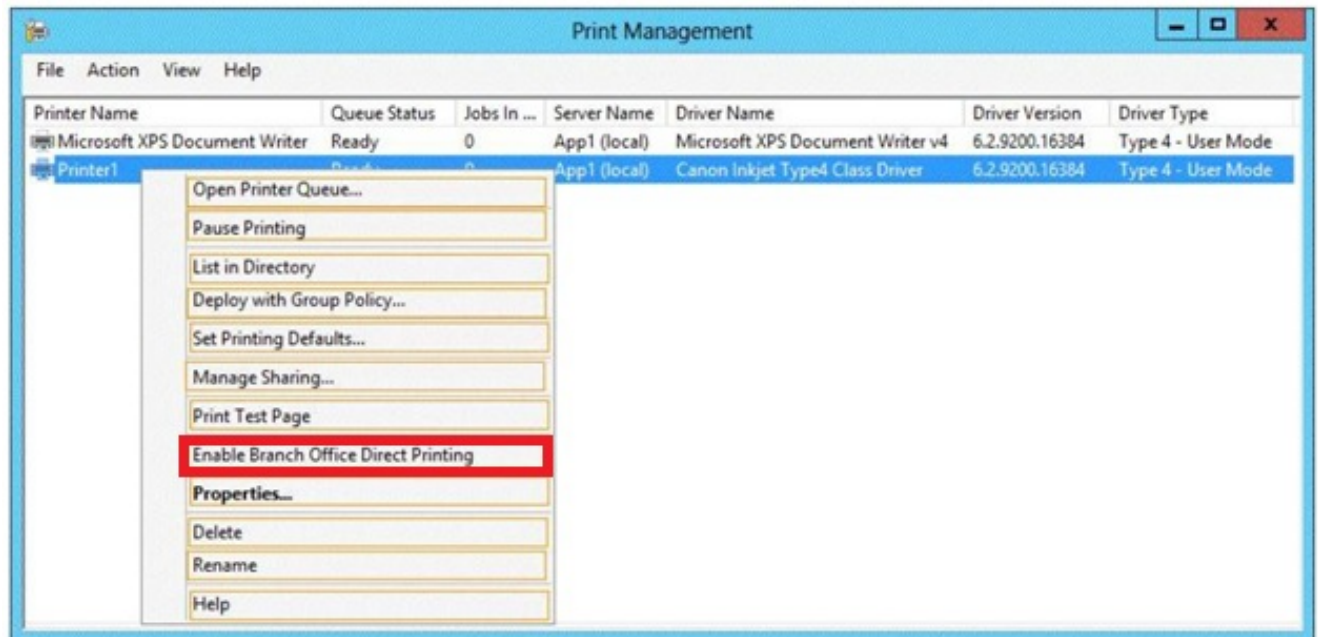 Print Management
File Action View Help
Printer Name Queue Status Jobs In ... Server Name Driver Name Driver Version Driver Type
Microsoft XPS Document Writer Ready 0 App1 (local) Microsoft XPS Document Writer v4 6.2.9200.16384 Type 4 - User Mode
Printer1 App1 (local) Canon Inkjet Type4 Class Driver 6.2.9200.16384 Type 4 - User Mode
Open Printer Queue...
Pause Printing
List in Directory
Deploy with Group Policy...
Set Printing Defaults...
Manage Sharing...
Print Test Page
Enable Branch Office Direct Printing
Properties...
Delete
Rename
Help